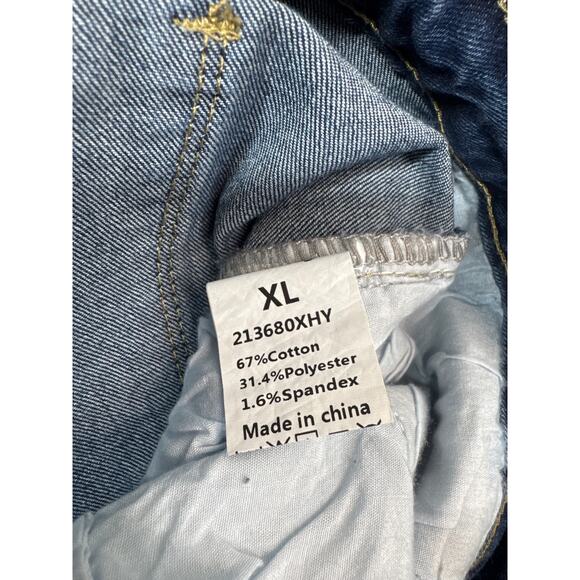 XL
213680XHY
67%Cotton
31.4%Polyester
1.6%Spandex
Made in china